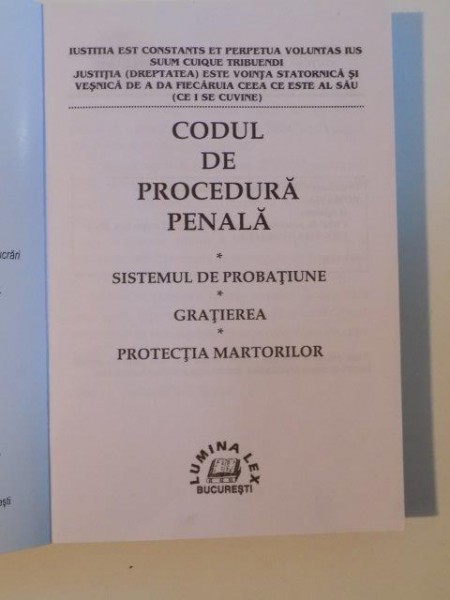 IUSTITIA EST CONSTANTS ET PERPETUA VOLUNTAS IUS
SUUM CUIQUE TRIBUENDI
JUSTIŢIA (DREPTATEA) ESTE VOINŢA STATORNICĂ ŞI
VEŞNICĂ DE A DA FIECĂRUIA CEEA CE ESTE AL SĂU
(CE I SE CUVINE)
CODUL
DE
PROCEDURĂ
PENALĂ
*
SISTEMUL DE PROBAŢIUNE
*
GRAŢIEREA
*
PROTECŢIA MARTORILOR
LUMINA LEX
BUCUREŞTI